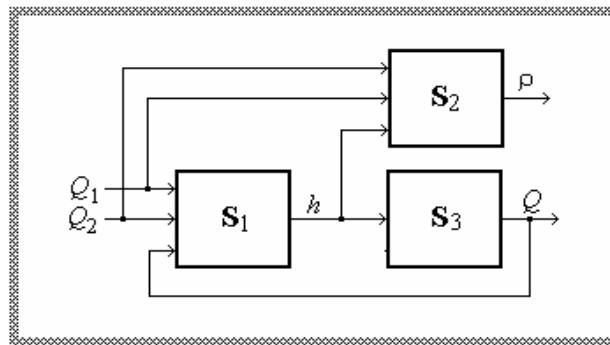 S₂
ρ
Q₁
Q₂
S₁
h
S₃
Q